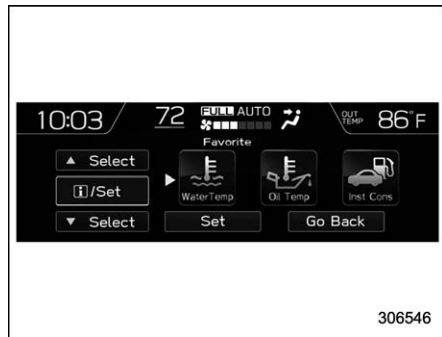 10:03 72 FULL AUTO OUT TEMP 86°F
Favorite
▲ Select
i/Set
▼ Select
WaterTemp Oil Temp Inst Cons
Set Go Back
306546